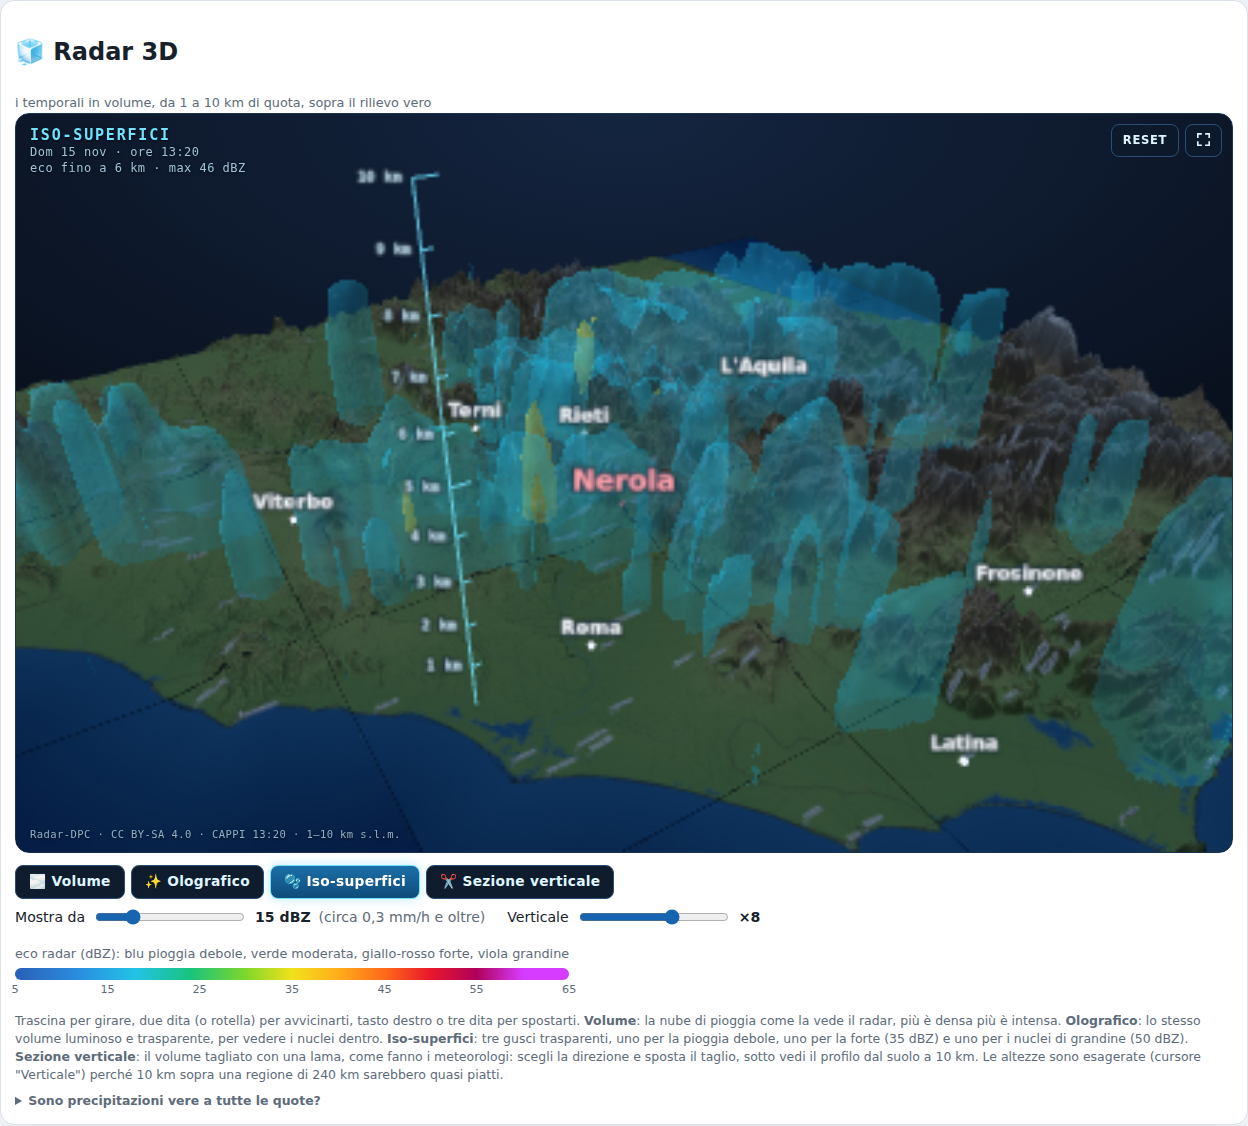 Radar 3D
i temporali in volume, da 1 a 10 km di quota, sopra il rilievo vero
ISO-SUPERFICI
Dom 15 nov · ore 13:20
eco fino a 6 km · max 46 dBZ
RESET
10 km
9 km
8 km
7 km
6 km
5 km
4 km
3 km
2 km
1 km
L'Aquila
Terni
Rieti
Nerola
Viterbo
Frosinone
Roma
Latina
Radar-DPC · CC BY-SA 4.0 · CAPPI 13:20 · 1–10 km s.l.m.
Volume Olografico Iso-superfici Sezione verticale
Mostra da 15 dBZ (circa 0,3 mm/h e oltre) Verticale ×8
eco radar (dBZ): blu pioggia debole, verde moderata, giallo-rosso forte, viola grandine
5 15 25 35 45 55 65
Trascina per girare, due dita (o rotella) per avvicinarti, tasto destro o tre dita per spostarti. Volume: la nube di pioggia come la vede il radar, più è densa più è intensa. Olografico: lo stesso
volume luminoso e trasparente, per vedere i nuclei dentro. Iso-superfici: tre gusci trasparenti, uno per la pioggia debole, uno per la forte (35 dBZ) e uno per i nuclei di grandine (50 dBZ).
Sezione verticale: il volume tagliato con una lama, come fanno i meteorologi: scegli la direzione e sposta il taglio, sotto vedi il profilo dal suolo a 10 km. Le altezze sono esagerate (cursore
"Verticale") perché 10 km sopra una regione di 240 km sarebbero quasi piatti.
Sono precipitazioni vere a tutte le quote?